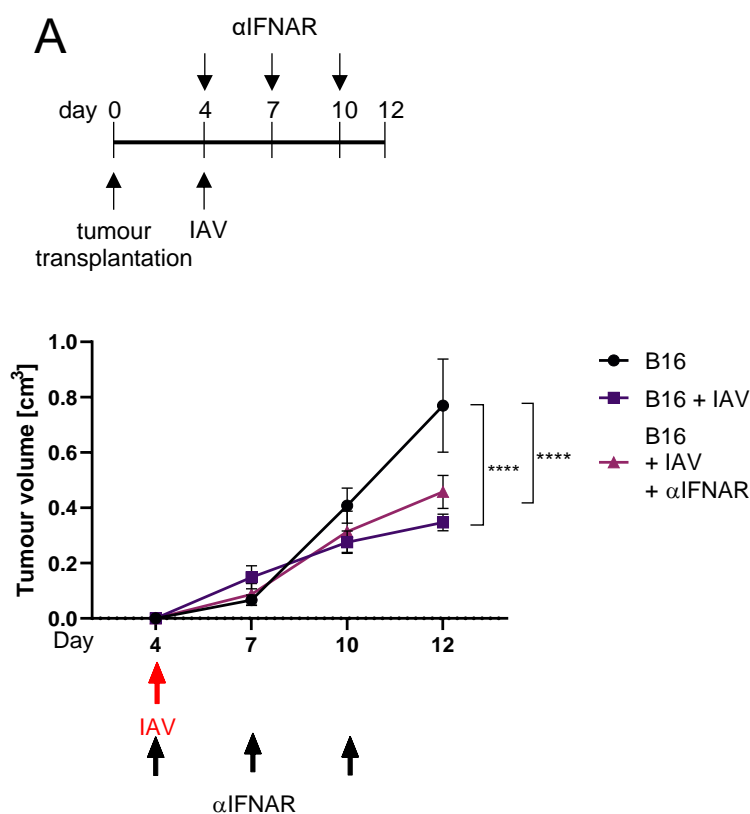 A
αIFNAR
day 0 4 7 10 12
tumour
transplantation
IAV
Tumour volume [cm³]
1.0
0.8
0.6
0.4
0.2
0.0
Day
4 7 10 12
****
****
B16
B16 + IAV
B16
+ IAV
+ αIFNAR
IAV
αIFNAR